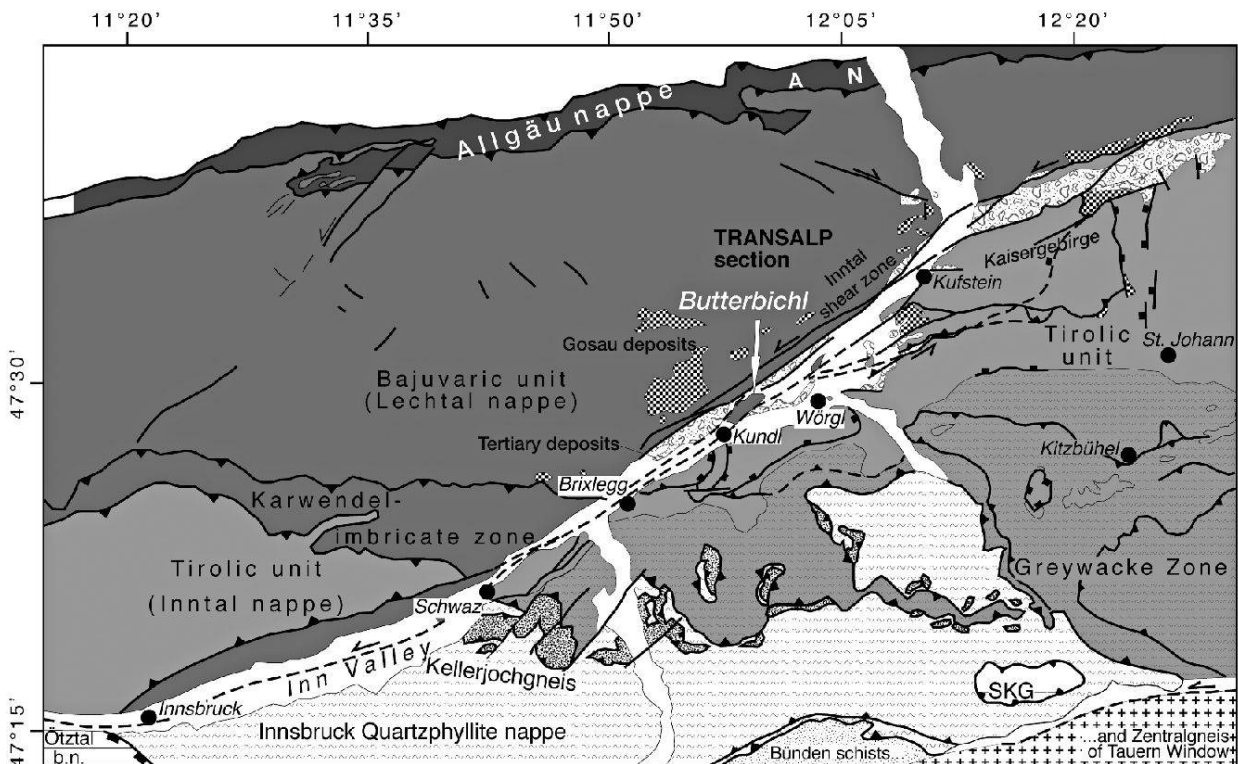 11°20'
11°35'
11°50'
12°05'
12°20'
A N
Allgäu nappe
TRANSALP
section
Inntal
shear zone
Kaisergebirge
Kufstein
Butterbichl
Gosau deposits
Tirolic
unit
St. Johann
47°30'
Bajuvaric unit
(Lechtal nappe)
Wörgl
Tertiary deposits
Kundl
Kitzbühel
Brixlegg
Karwendel-
imbricate zone
Tirolic unit
(Inntal nappe)
Greywacke Zone
Schwaz
Inn Valley
Kellerjochgneis
SKG
Innsbruck
47°15'
Innsbruck Quartzphyllite nappe
Ötztal
b.n.
Bünden schists
...and Zentralgneis
of Tauern Window